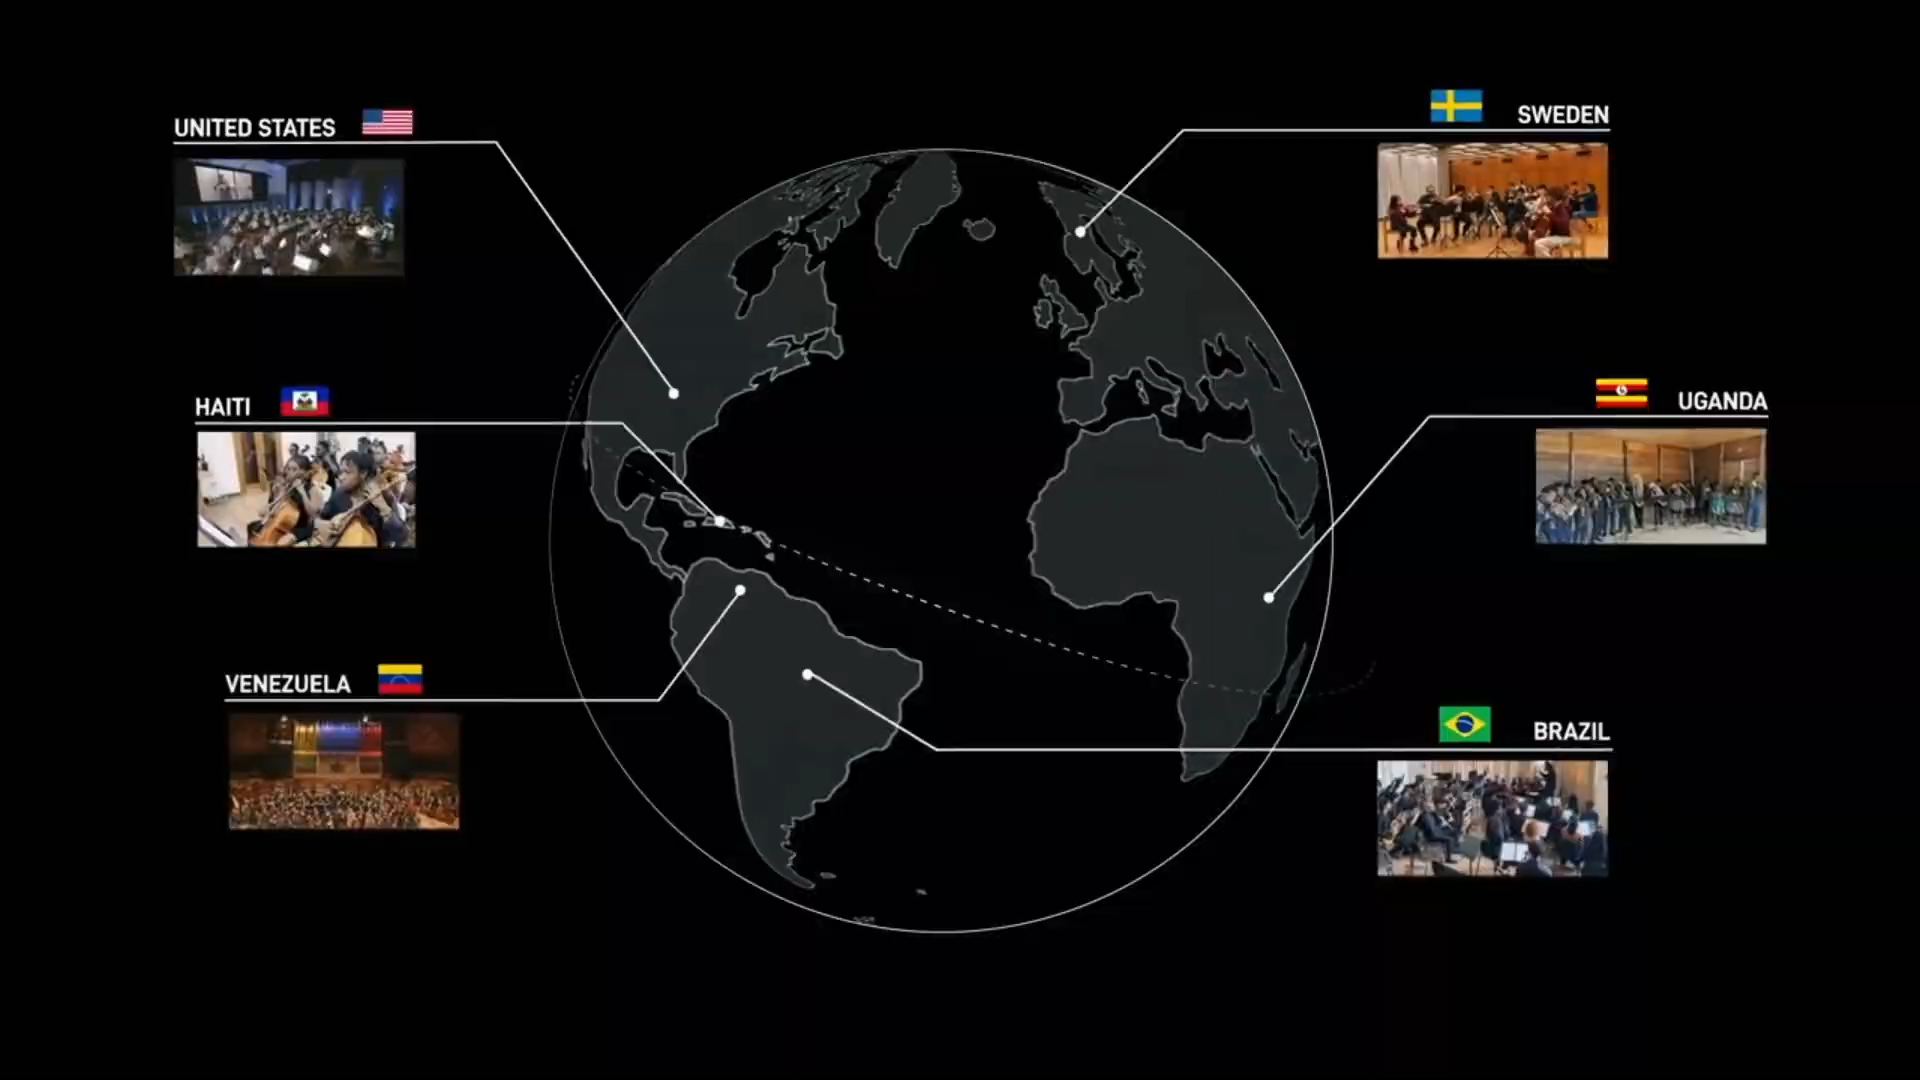 UNITED STATES
SWEDEN
HAITI
UGANDA
VENEZUELA
BRAZIL